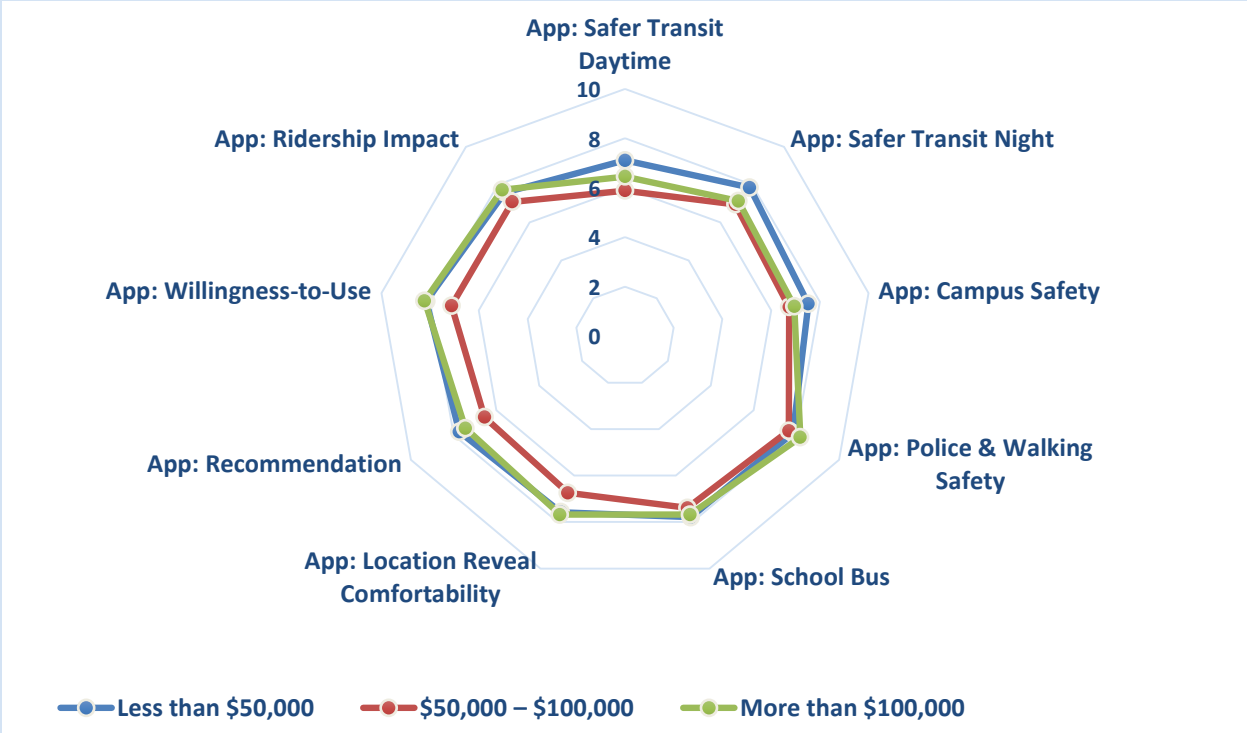 App: Safer Transit
Daytime
10
App: Ridership Impact
App: Safer Transit Night
8
6
4
App: Willingness-to-Use
App: Campus Safety
2
0
App: Recommendation
App: Police & Walking
Safety
App: Location Reveal
Comfortability
App: School Bus
Less than $50,000
$50,000 – $100,000
More than $100,000